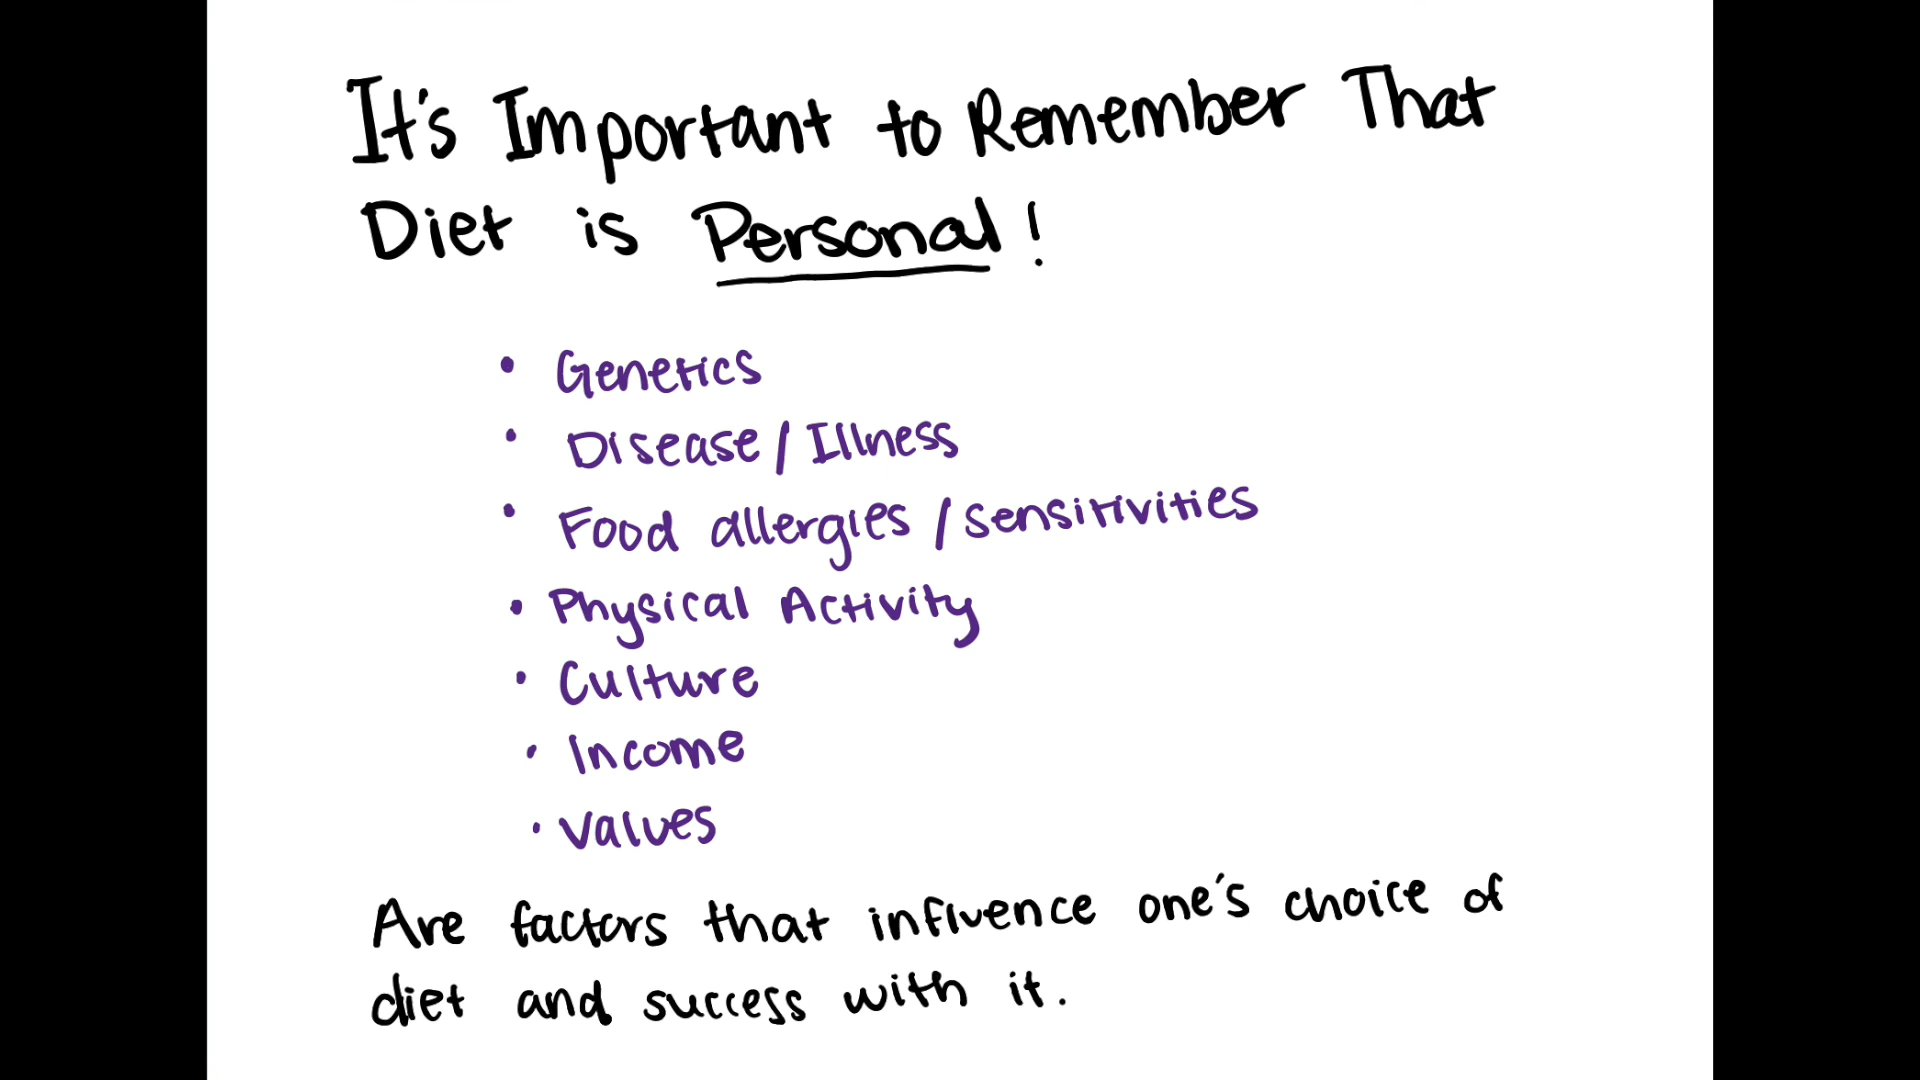 It's Important to Remember That
Diet is Personal!
• Genetics
• Disease/Illness
• Food allergies/sensitivities
• Physical Activity
• Culture
• Income
• Values
Are factors that influence one's choice of
diet and success with it.